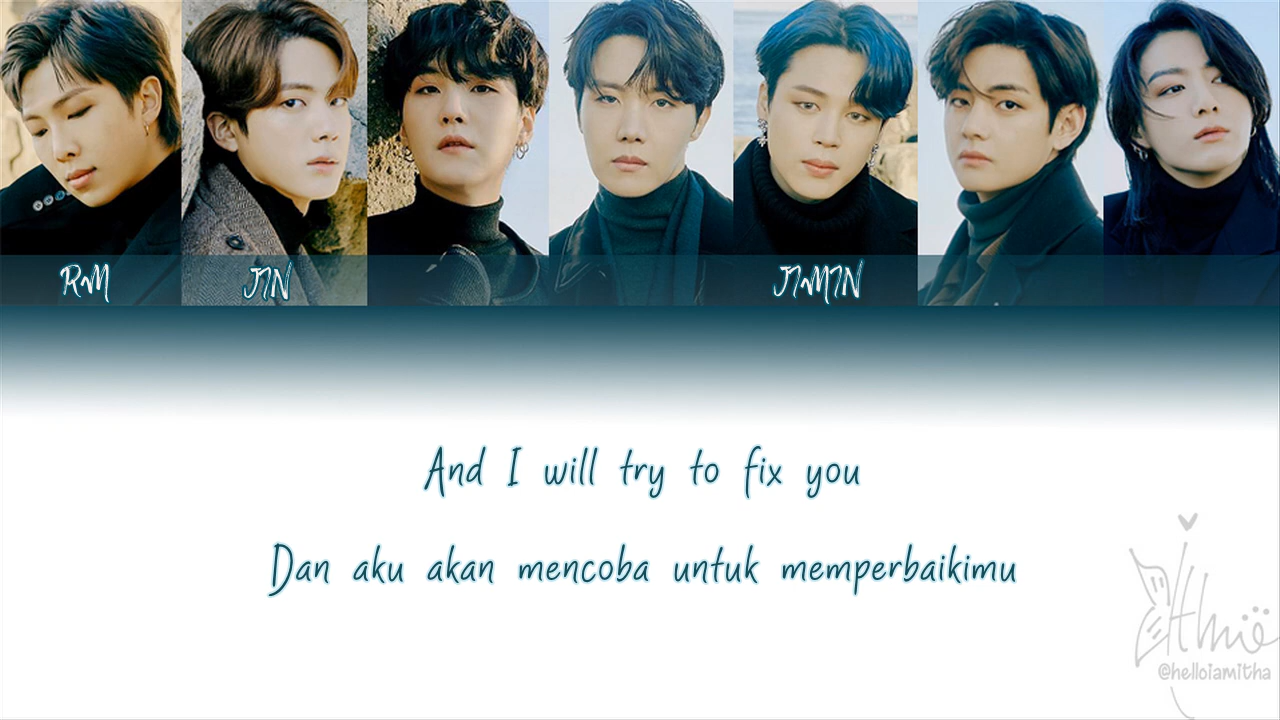 RM JIN JIMIN
And I will try to fix you
Dan aku akan mencoba untuk memperbaikimu
@helloiamitha